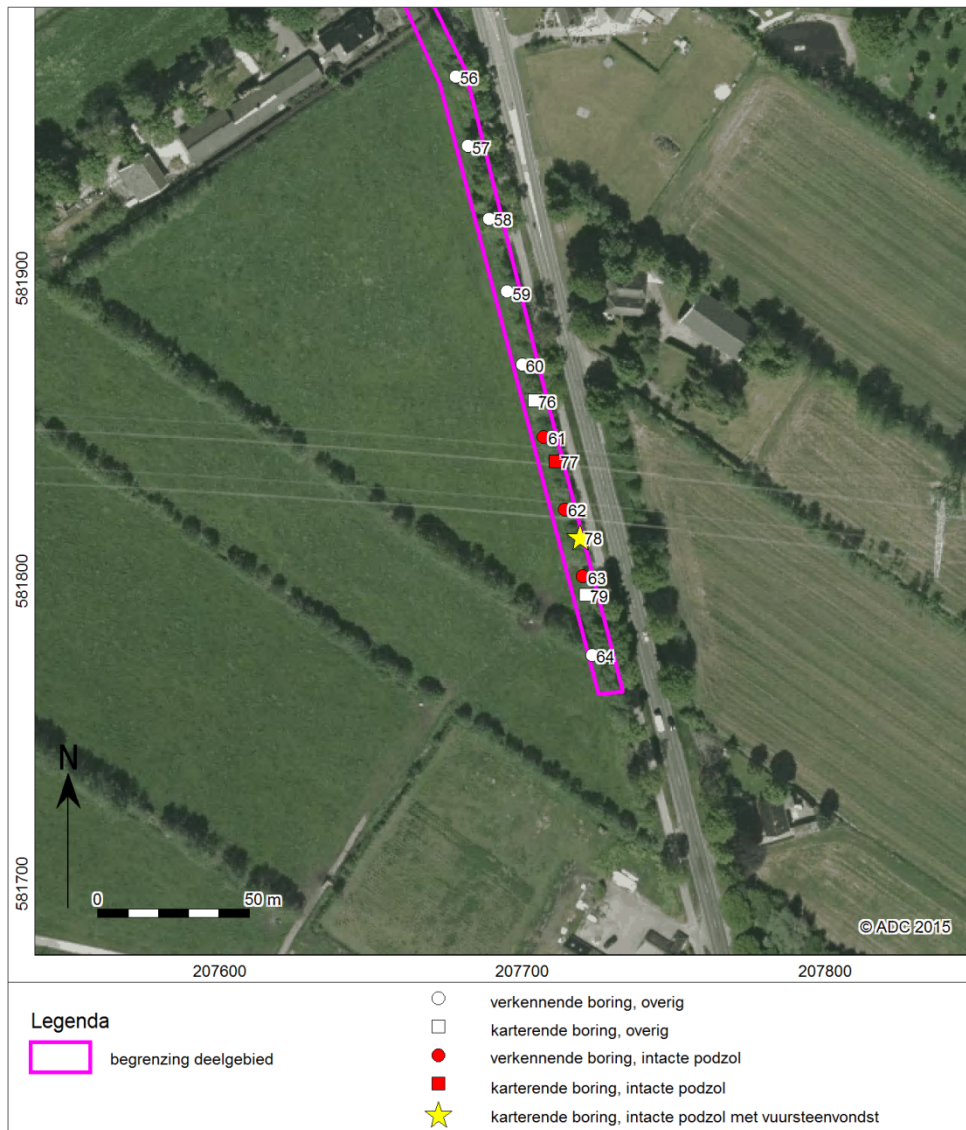 56
57
58
59
60
76
61
77
62
78
63
79
64
581900
581800
581700
N
0 50 m
© ADC 2015
207600 207700 207800
Legenda
begrenzing deelgebied
verkennende boring, overig
karterende boring, overig
verkennende boring, intacte podzol
karterende boring, intacte podzol
karterende boring, intacte podzol met vuursteenvondst